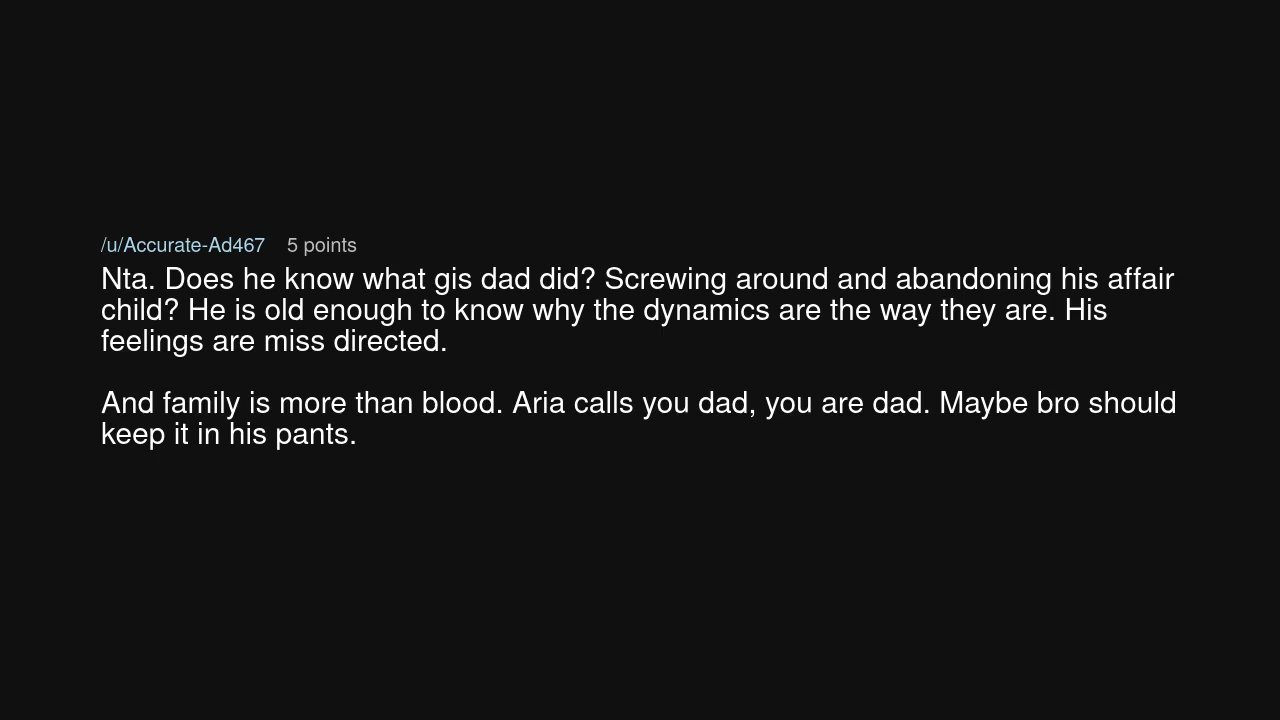 /u/Accurate-Ad467 5 points
Nta. Does he know what gis dad did? Screwing around and abandoning his affair
child? He is old enough to know why the dynamics are the way they are. His
feelings are miss directed.
And family is more than blood. Aria calls you dad, you are dad. Maybe bro should
keep it in his pants.